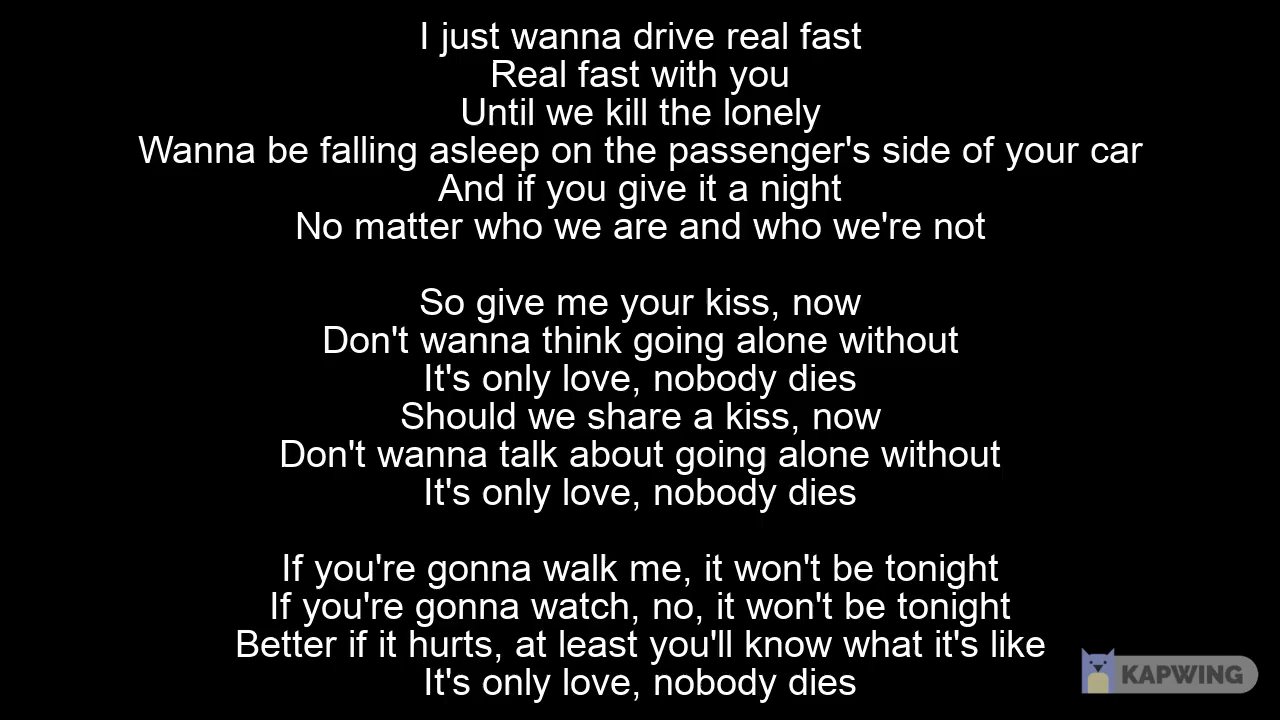 I just wanna drive real fast
Real fast with you
Until we kill the lonely
Wanna be falling asleep on the passenger's side of your car
And if you give it a night
No matter who we are and who we're not
So give me your kiss, now
Don't wanna think going alone without
It's only love, nobody dies
Should we share a kiss, now
Don't wanna talk about going alone without
It's only love, nobody dies
If you're gonna walk me, it won't be tonight
If you're gonna watch, no, it won't be tonight
Better if it hurts, at least you'll know what it's like
It's only love, nobody dies
KAPWING